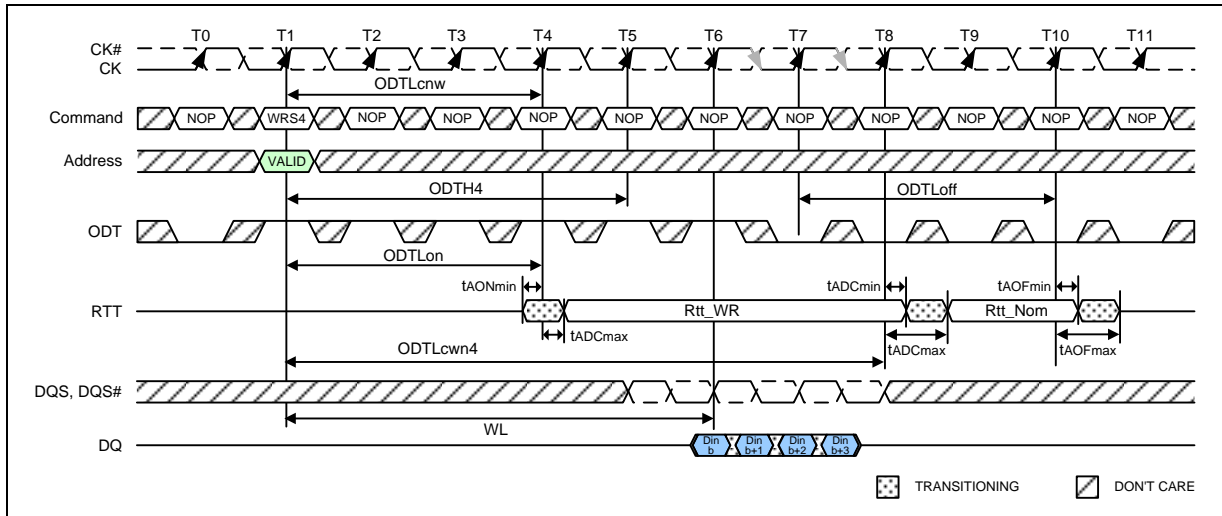 T0 T1 T2 T3 T4 T5 T6 T7 T8 T9 T10 T11
CK#
CK
ODTLcnw
Command NOP WRS4 NOP NOP NOP NOP NOP NOP NOP NOP NOP NOP
Address VALID
ODTH4 ODTLoff
ODT
ODTLon
tAONmin tADCmin tAOFmin
RTT Rtt_WR Rtt_Nom
tADCmax tADCmax tAOFmax
ODTLcwn4
DQS, DQS#
WL
DQ Din b Din b+1 Din b+2 Din b+3
TRANSITIONING DON'T CARE